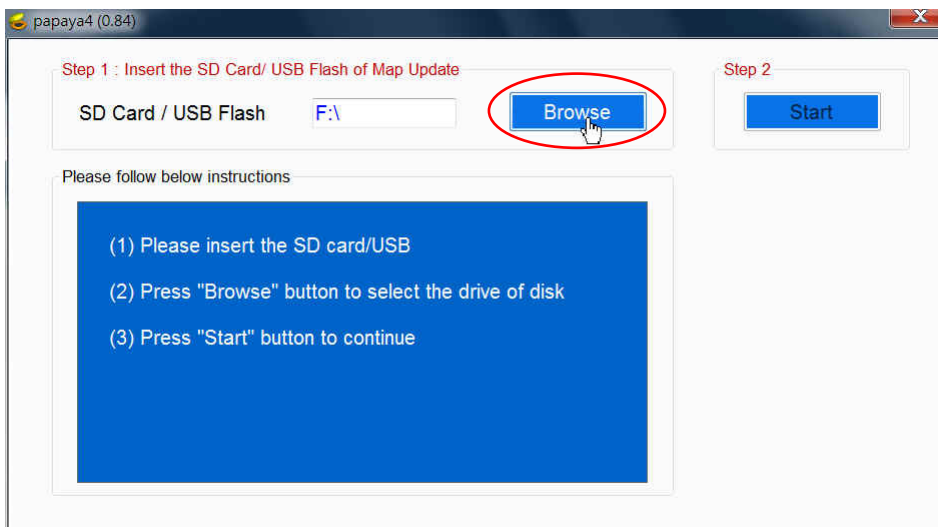 papaya4 (0.84)
Step 1 : Insert the SD Card/ USB Flash of Map Update
SD Card / USB Flash
F:\
Browse
Step 2
Start
Please follow below instructions
(1) Please insert the SD card/USB
(2) Press "Browse" button to select the drive of disk
(3) Press "Start" button to continue